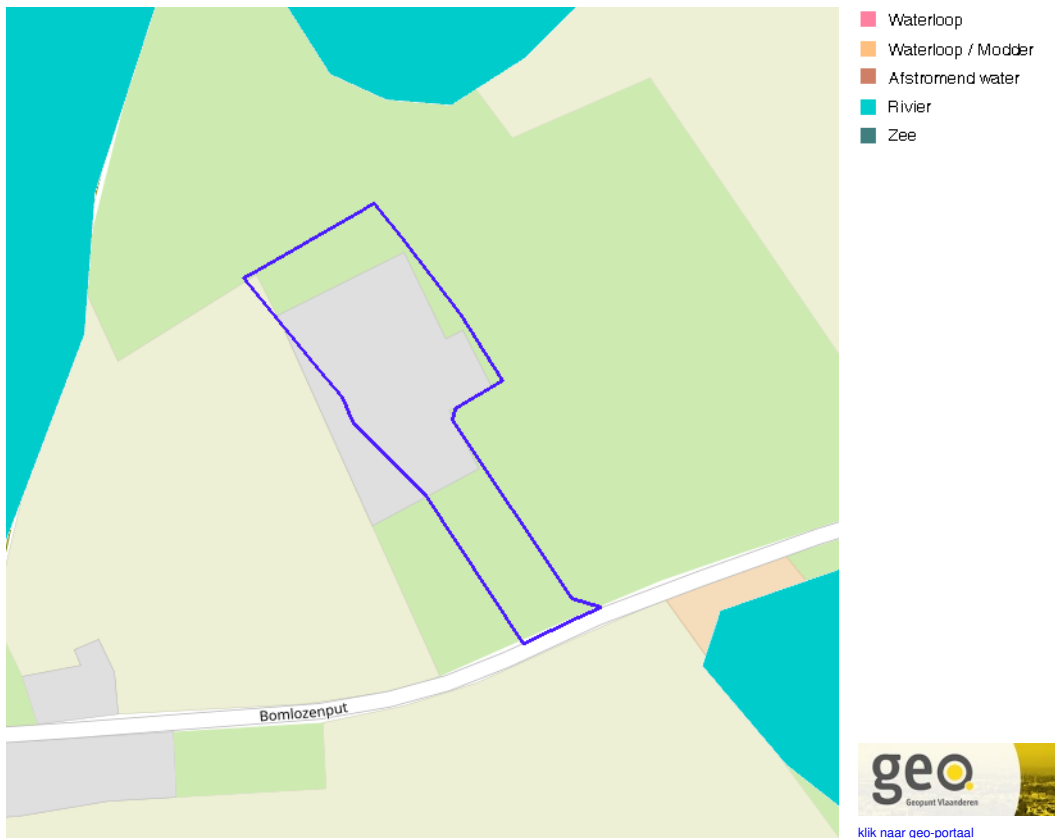 Waterloop
Waterloop / Modder
Afstromend water
Rivier
Zee
Bomlozenput
geo.
Geopunt Vlaanderen
klik naar geo-portaal